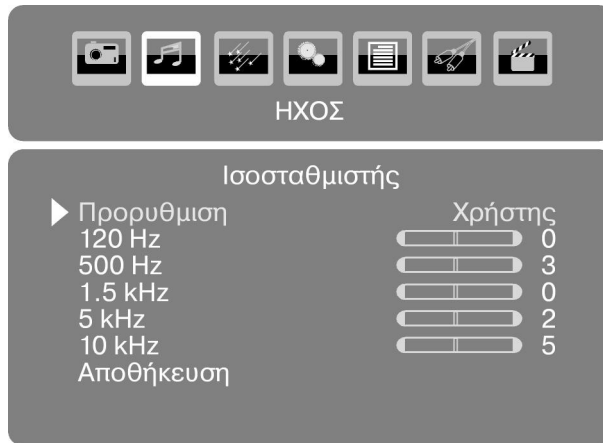 ΗΧΟΣ
Ισοσταθμιστής
Προρυθμιση Χρήστης
120 Hz 0
500 Hz 3
1.5 kHz 0
5 kHz 2
10 kHz 5
Αποθήκευση